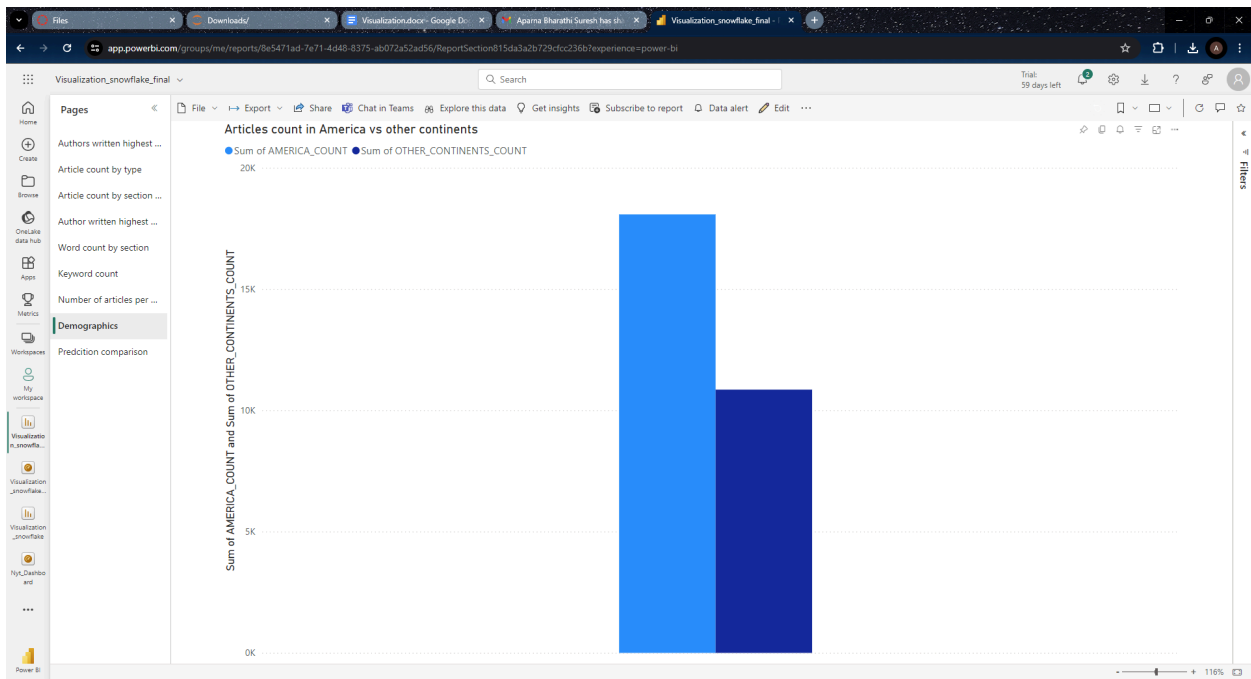 Files
Downloads/
Visualization.docx - Google Do
Aparna Bharathi Suresh has sh
Visualization_snowflake_final -
app.powerbi.com/groups/me/reports/8e5471ad-7e71-4d48-8375-ab072a52ad56/ReportSection815da3a2b729cfcc236b?experience=power-bi
A
Visualization_snowflake_final
Search
Trial:
59 days left
2
?
Home
Create
Browse
OneLake
data hub
Apps
Metrics
Workspaces
My
workspace
Visualizatio
n_snowfla...
Visualization
_snowflake...
Visualization
_snowflake
Nyt_Dashbo
ard
Power BI
Pages
Authors written highest ...
Article count by type
Article count by section ...
Author written highest ...
Word count by section
Keyword count
Number of articles per ...
Demographics
Predcition comparison
File Export Share Chat in Teams Explore this data Get insights Subscribe to report Data alert Edit ...
Articles count in America vs other continents
Sum of AMERICA_COUNT Sum of OTHER_CONTINENTS_COUNT
Sum of AMERICA_COUNT and Sum of OTHER_CONTINENTS_COUNT
20K
15K
10K
5K
0K
Filters
- + 116%